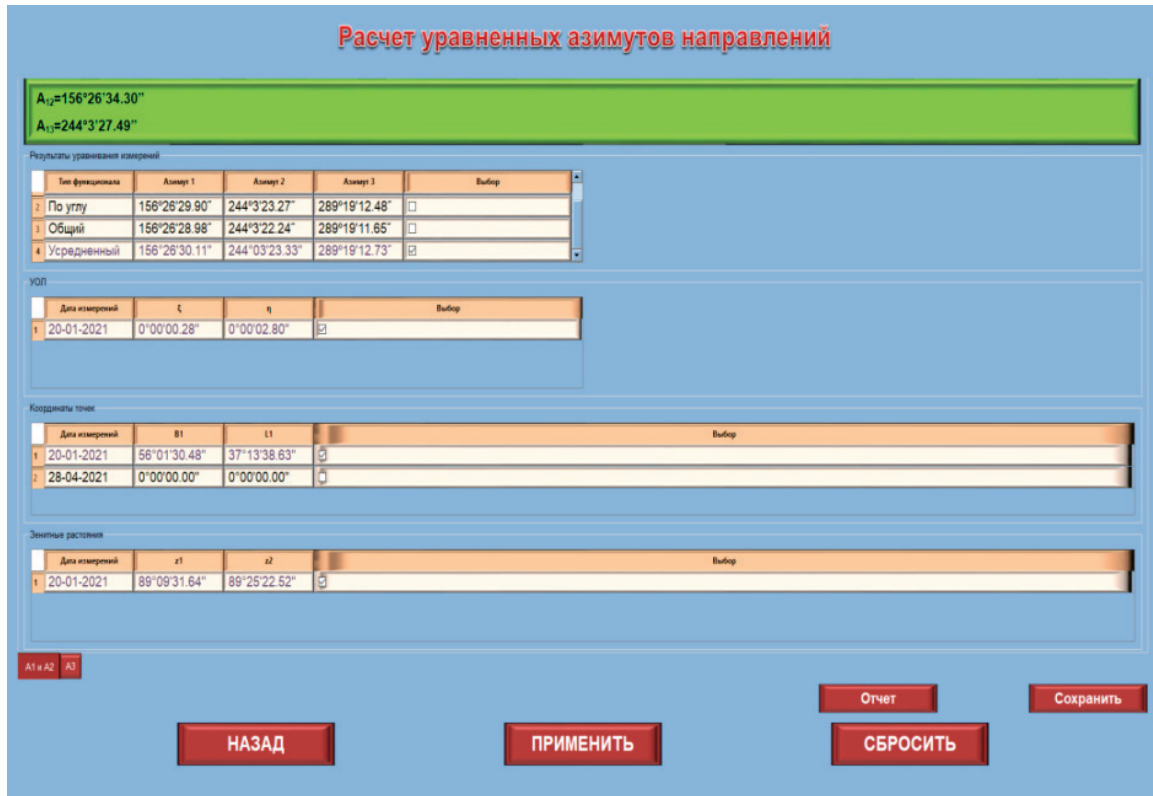 Расчет уравненных азимутов направлений
A₁₂=156°26'34.30"
A₁₃=244°3'27.49"
Результаты уравнивания измерений
Тип функционала Азимут 1 Азимут 2 Азимут 3 Выбор
2 По углу 156°26'29.90" 244°3'23.27" 289°19'12.48"
3 Общий 156°26'28.98" 244°3'22.24" 289°19'11.65"
4 Усредненный 156°26'30.11" 244°03'23.33" 289°19'12.73"
УОЛ
Дата измерений ζ η Выбор
1 20-01-2021 0°00'00.28" 0°00'02.80"
Координаты точек
Дата измерений B1 L1 Выбор
1 20-01-2021 56°01'30.48" 37°13'38.63"
2 28-04-2021 0°00'00.00" 0°00'00.00"
Зенитные растояния
Дата измерений z1 z2 Выбор
1 20-01-2021 89°09'31.64" 89°25'22.52"
A1 и A2 A3
Отчет Сохранить
НАЗАД ПРИМЕНИТЬ СБРОСИТЬ